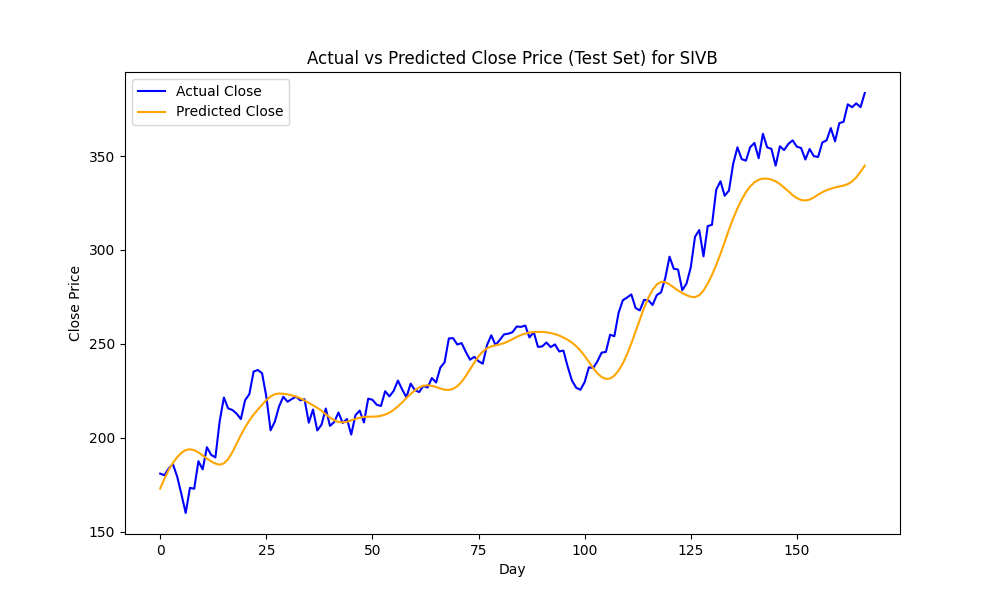 Actual vs Predicted Close Price (Test Set) for SIVB
Actual Close
Predicted Close
Close Price
350
300
250
200
150
0 25 50 75 100 125 150
Day